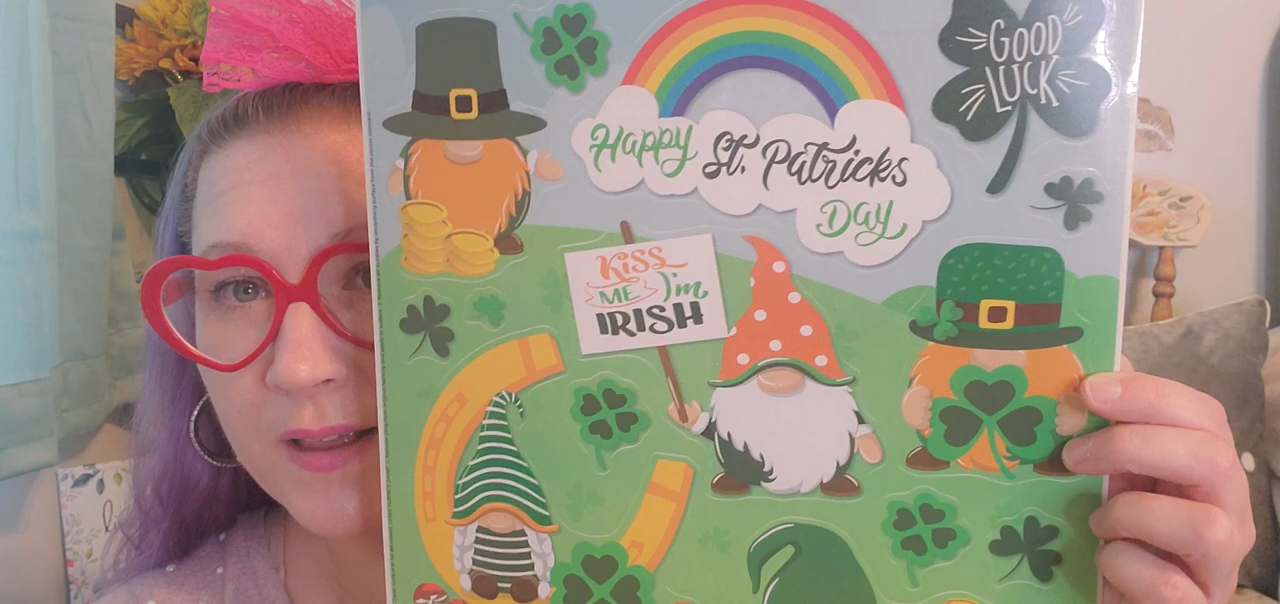 GOOD
LUCK
Happy St. Patricks
Day
KISS
ME I'm
IRISH